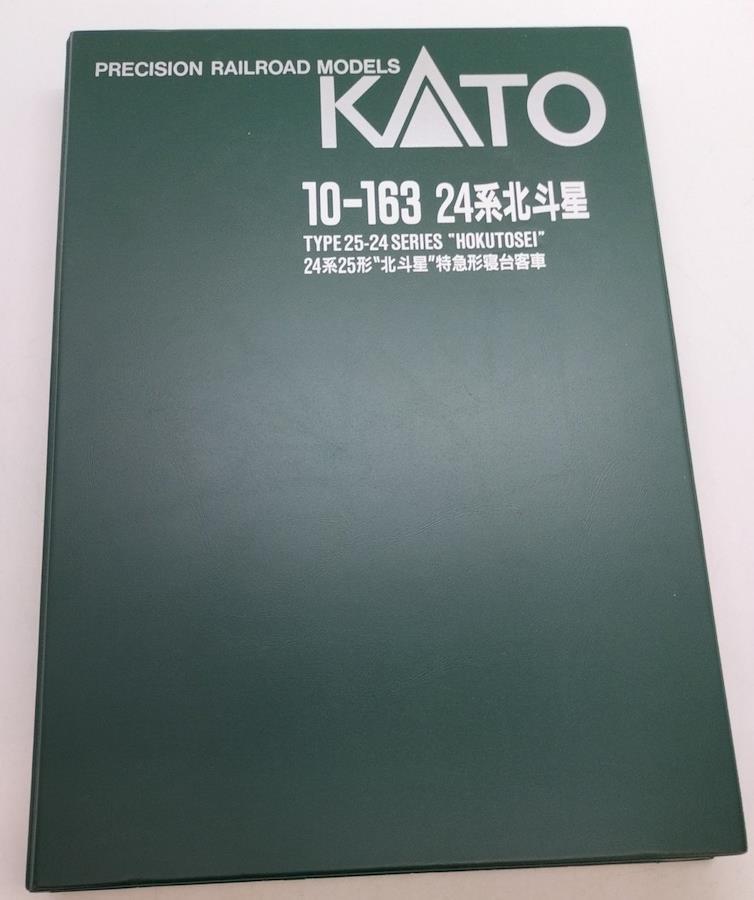 PRECISION RAILROAD MODELS
KATO
10-163 24系北斗星
TYPE 25-24 SERIES "HOKUTOSEI"
24系25形"北斗星"特急形寝台客車